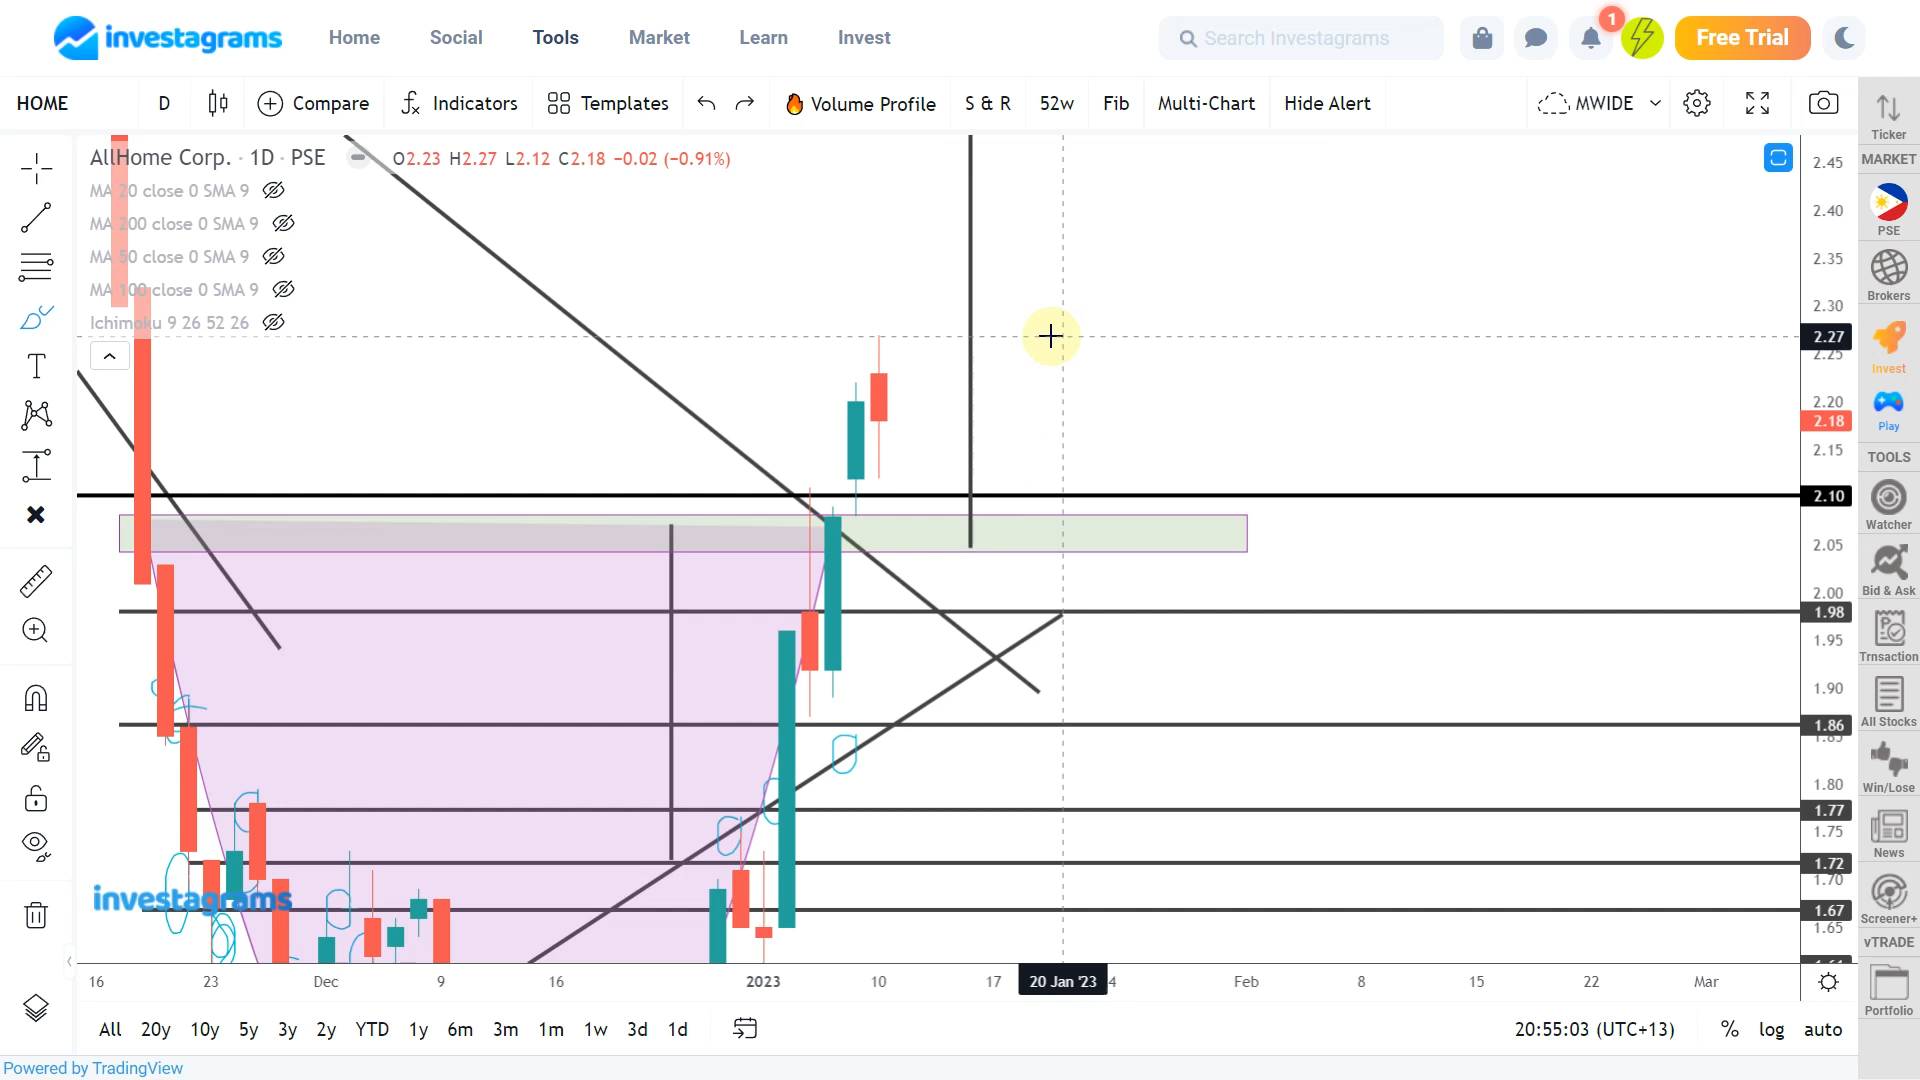 investagrams
Home
Social
Tools
Market
Learn
Invest
Search Investagrams
1
Free Trial
HOME
D
Compare
Indicators
Templates
Volume Profile
S & R
52w
Fib
Multi-Chart
Hide Alert
MWIDE
Ticker
MARKET
PSE
Brokers
Invest
Play
TOOLS
Watcher
Bid & Ask
Trnsaction
All Stocks
Win/Lose
News
Screener+
vTRADE
Portfolio
AllHome Corp. · 1D · PSE
O2.23 H2.27 L2.12 C2.18 −0.02 (−0.91%)
MA 20 close 0 SMA 9
MA 200 close 0 SMA 9
MA 50 close 0 SMA 9
MA 100 close 0 SMA 9
Ichimoku 9 26 52 26
2.45
2.40
2.35
2.30
2.27
2.25
2.20
2.18
2.15
2.10
2.05
2.00
1.98
1.95
1.90
1.86
1.85
1.80
1.77
1.75
1.72
1.70
1.67
1.65
investagrams
16
23
Dec
9
16
2023
10
17
20 Jan '23
4
Feb
8
15
22
Mar
All
20y
10y
5y
3y
2y
YTD
1y
6m
3m
1m
1w
3d
1d
20:55:03 (UTC+13)
%
log
auto
Powered by TradingView